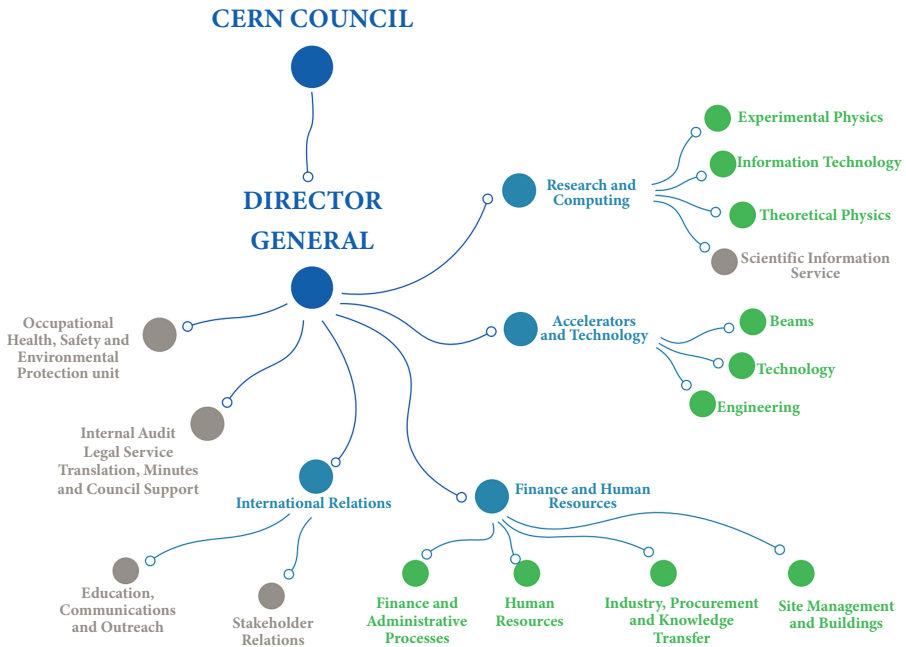 CERN COUNCIL
DIRECTOR
GENERAL
Research and
Computing
Experimental Physics
Information Technology
Theoretical Physics
Scientific Information
Service
Accelerators
and Technology
Beams
Technology
Engineering
Occupational
Health, Safety and
Environmental
Protection unit
Internal Audit
Legal Service
Translation, Minutes
and Council Support
International Relations
Education,
Communications
and Outreach
Stakeholder
Relations
Finance and Human
Resources
Finance and
Administrative
Processes
Human
Resources
Industry, Procurement
and Knowledge
Transfer
Site Management
and Buildings